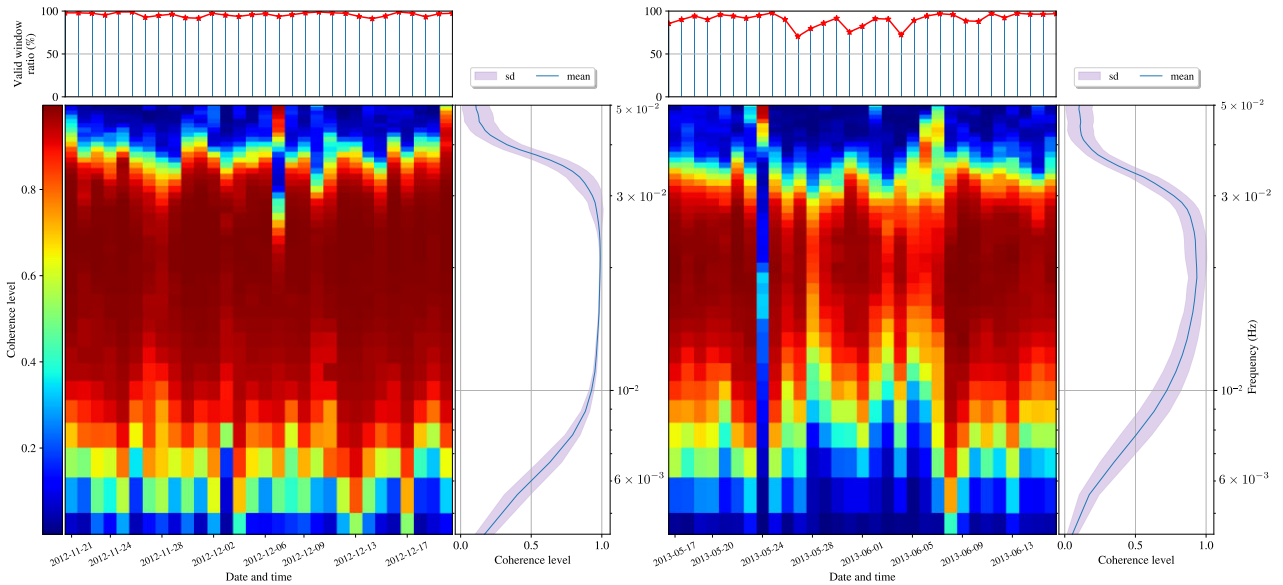 Valid window
ratio (%)
100
50
0
sd
mean
Coherence level
0.8
0.6
0.4
0.2
5 × 10⁻²
3 × 10⁻²
10⁻²
6 × 10⁻³
2012-11-21
2012-11-24
2012-11-28
2012-12-02
2012-12-06
2012-12-09
2012-12-13
2012-12-17
Date and time
0.0
0.5
1.0
Coherence level
100
50
0
sd
mean
5 × 10⁻²
3 × 10⁻²
10⁻²
6 × 10⁻³
Frequency (Hz)
2013-05-17
2013-05-20
2013-05-24
2013-05-28
2013-06-01
2013-06-05
2013-06-09
2013-06-13
Date and time
0.0
0.5
1.0
Coherence level